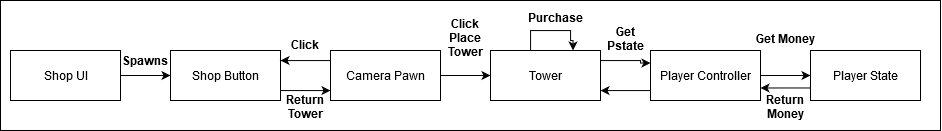 Shop UI
Spawns
Shop Button
Click
Return
Tower
Camera Pawn
Click
Place
Tower
Purchase
Tower
Get
Pstate
Player Controller
Get Money
Return
Money
Player State